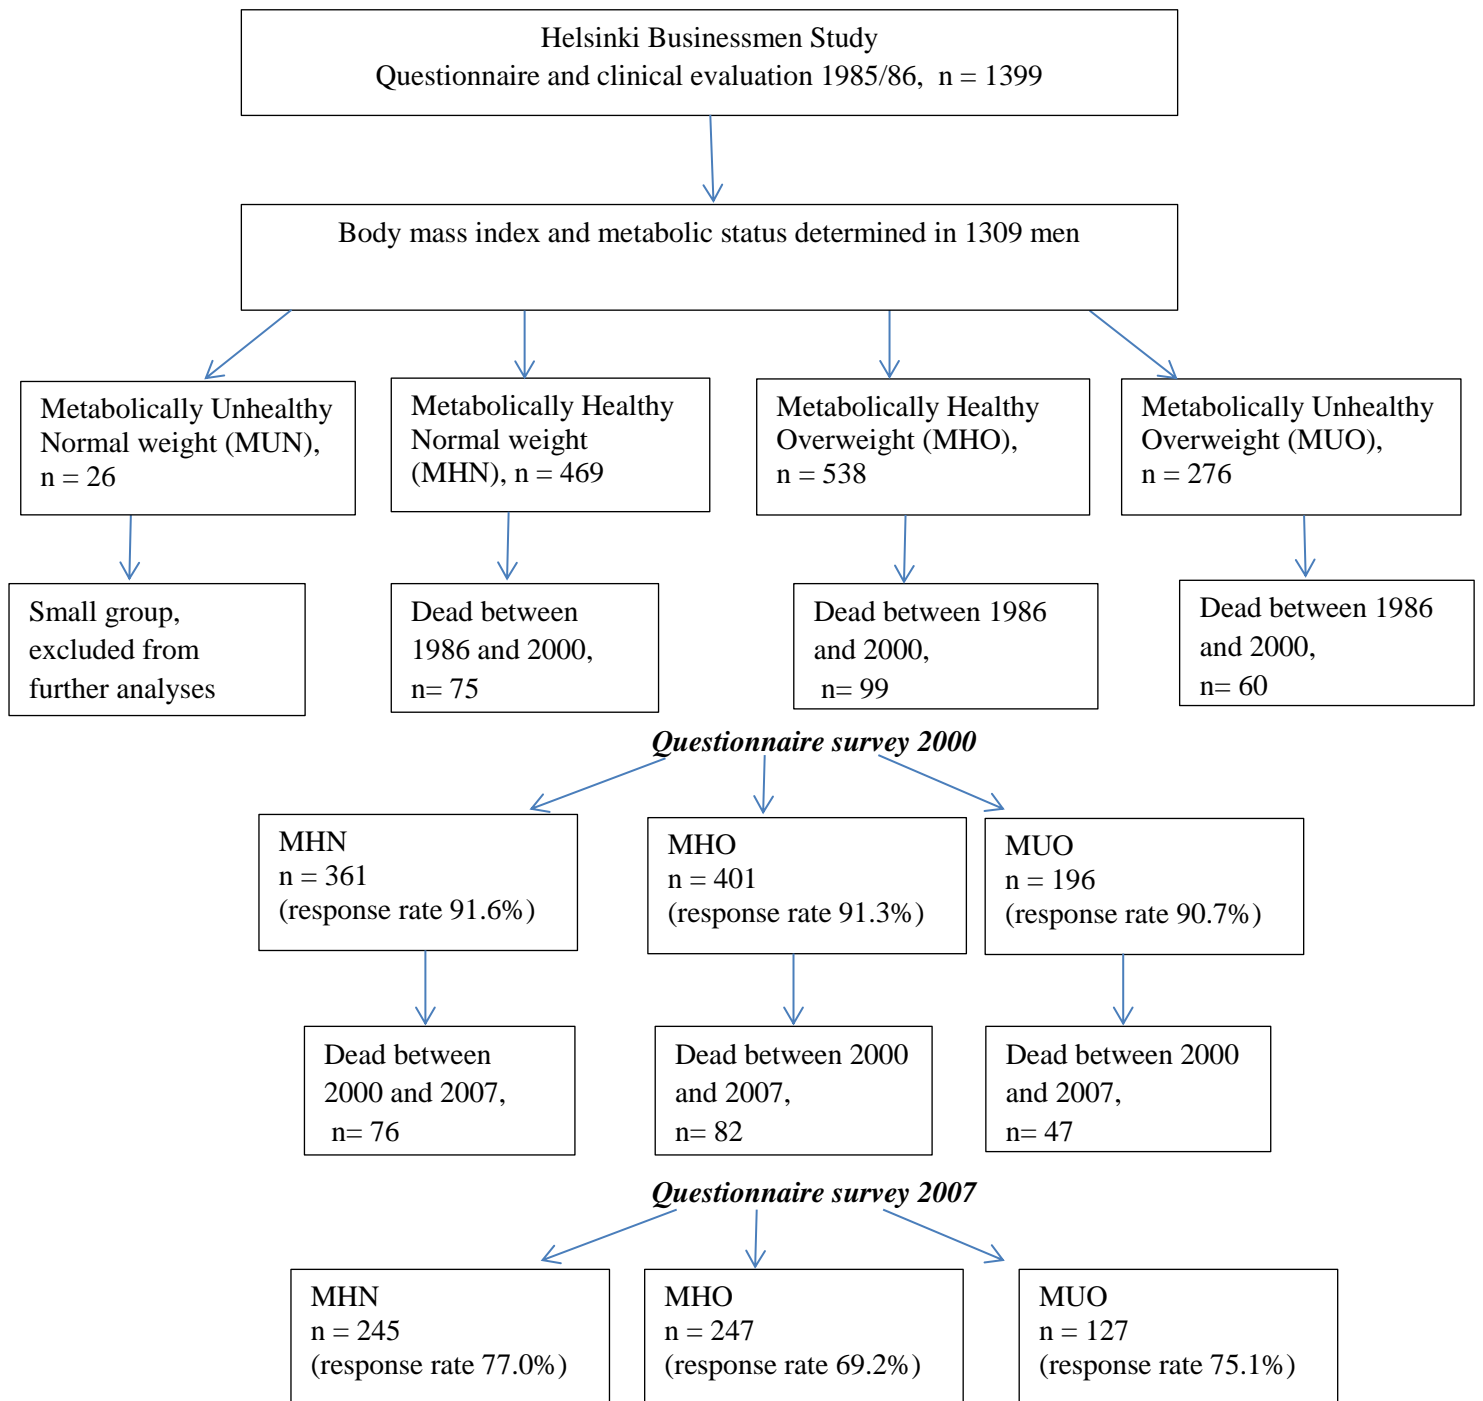 Helsinki Businessmen Study
Questionnaire and clinical evaluation 1985/86, n = 1399
Body mass index and metabolic status determined in 1309 men
Metabolically Unhealthy
Normal weight (MUN),
n = 26
Metabolically Healthy
Normal weight
(MHN), n = 469
Metabolically Healthy
Overweight (MHO),
n = 538
Metabolically Unhealthy
Overweight (MUO),
n = 276
Small group,
excluded from
further analyses
Dead between
1986 and 2000,
n= 75
Dead between 1986
and 2000,
n= 99
Dead between 1986
and 2000,
n= 60
Questionnaire survey 2000
MHN
n = 361
(response rate 91.6%)
MHO
n = 401
(response rate 91.3%)
MUO
n = 196
(response rate 90.7%)
Dead between
2000 and 2007,
n= 76
Dead between 2000
and 2007,
n= 82
Dead between 2000
and 2007,
n= 47
Questionnaire survey 2007
MHN
n = 245
(response rate 77.0%)
MHO
n = 247
(response rate 69.2%)
MUO
n = 127
(response rate 75.1%)